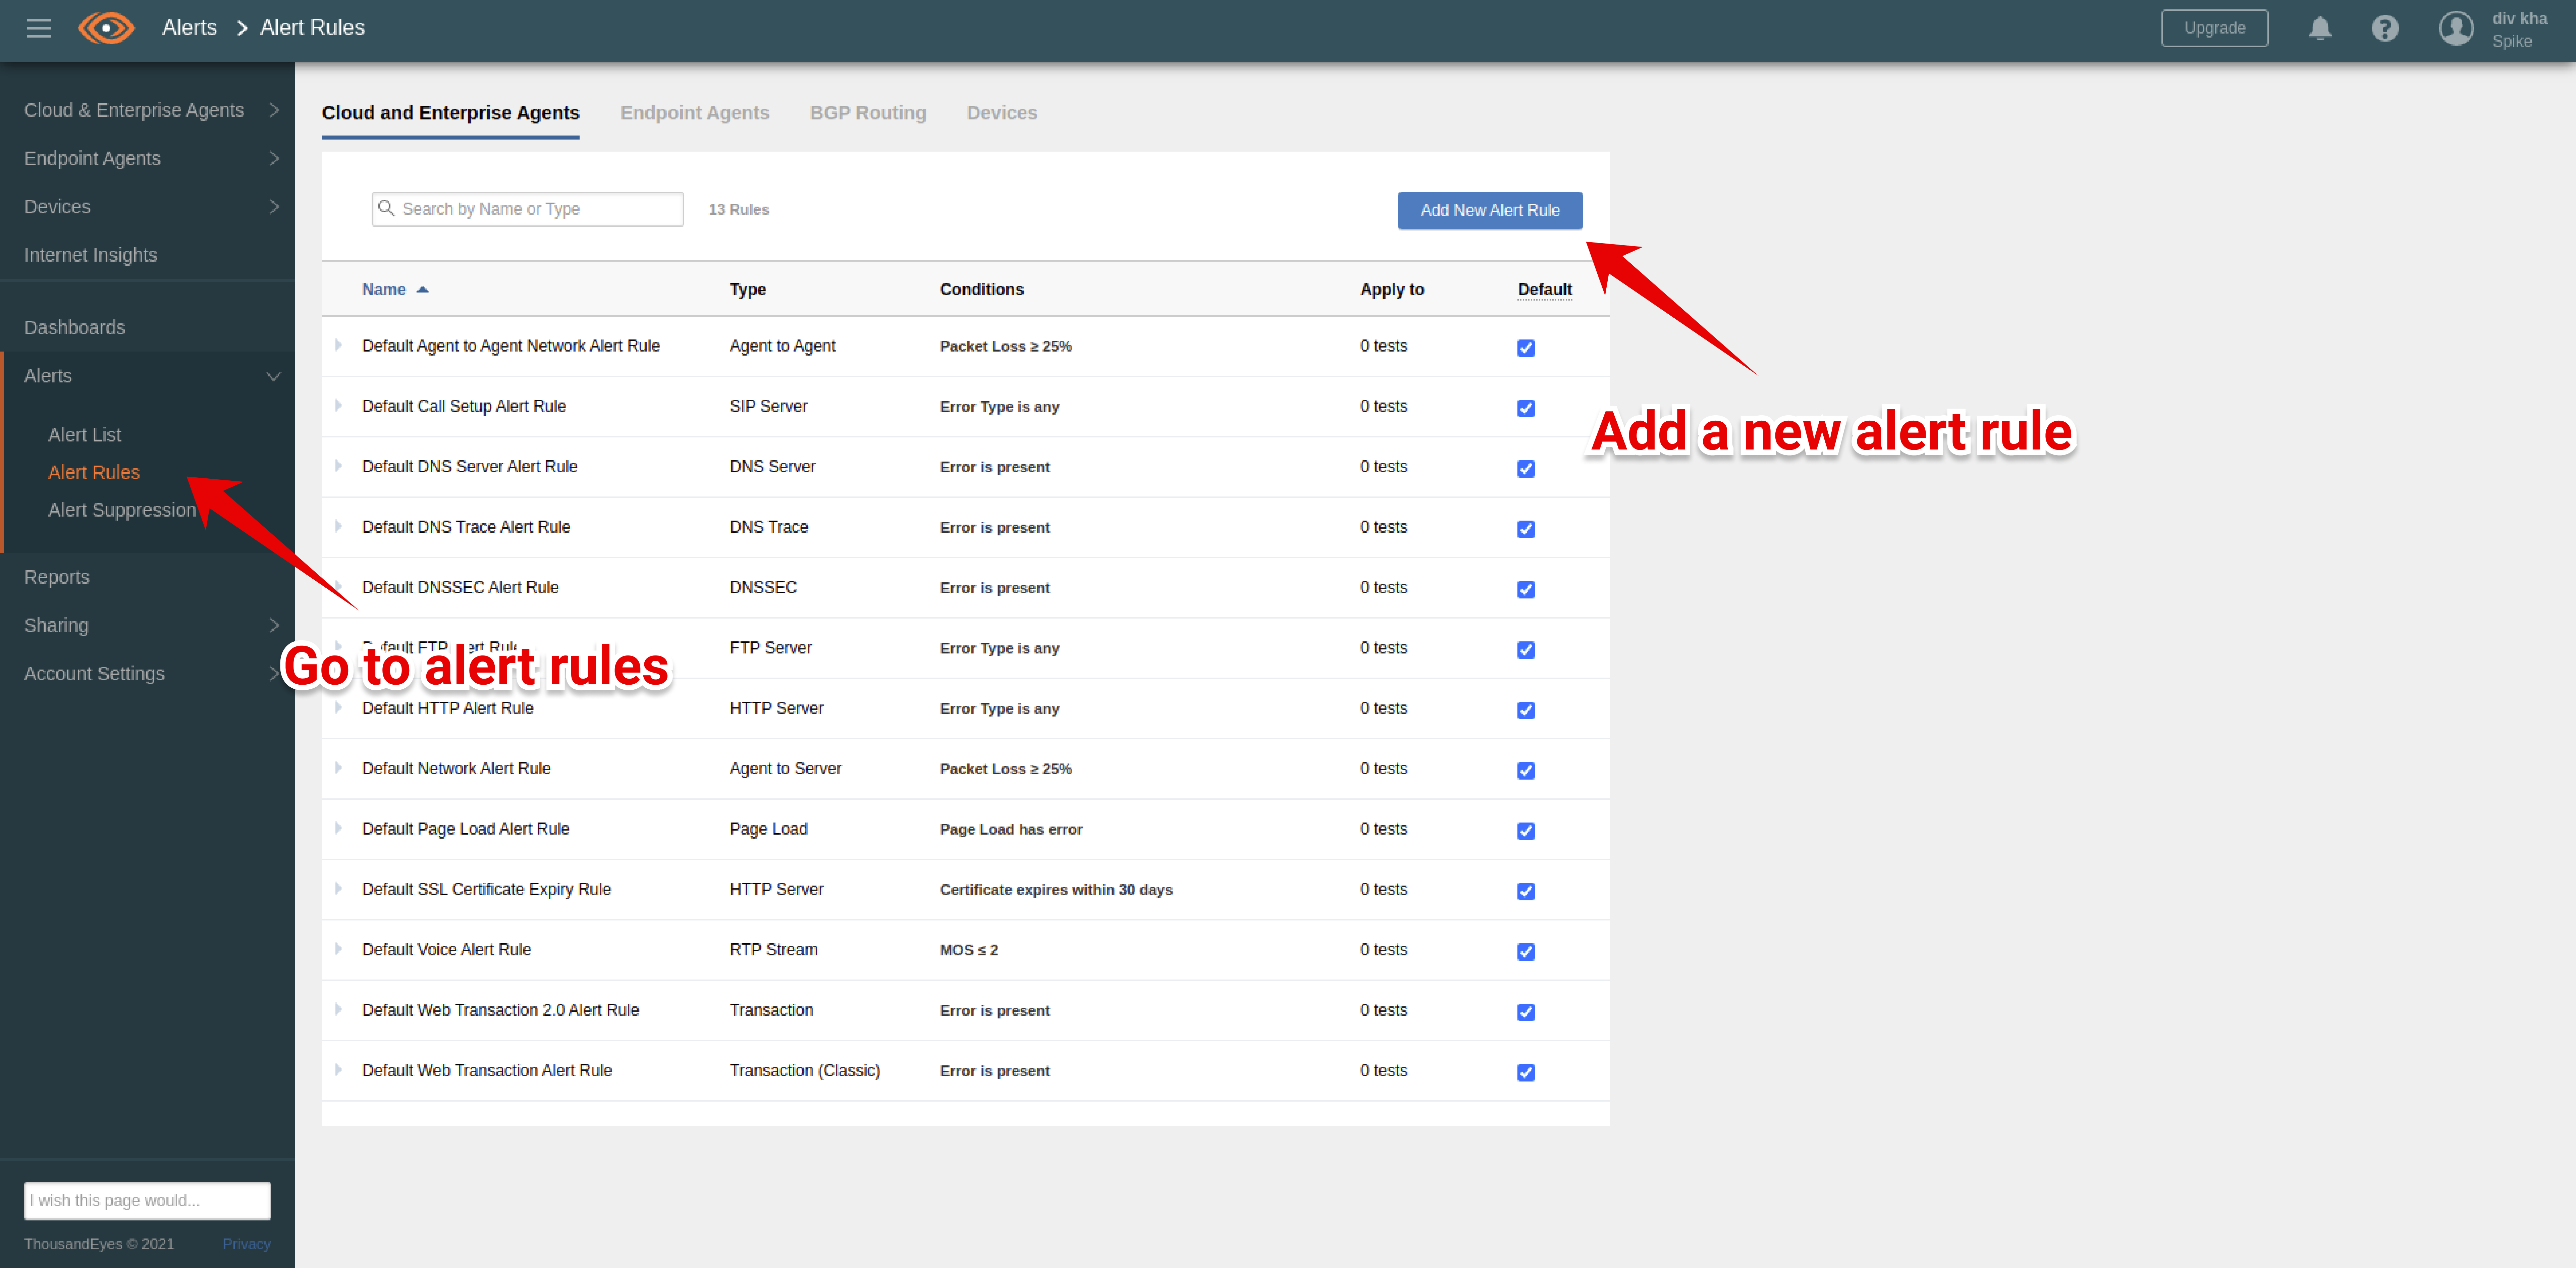 Alerts > Alert Rules
Upgrade
div kha
Spike
Cloud & Enterprise Agents
Endpoint Agents
Devices
Internet Insights
Dashboards
Alerts
Alert List
Alert Rules
Alert Suppression
Reports
Sharing
Account Settings
I wish this page would...
ThousandEyes © 2021 Privacy
Cloud and Enterprise Agents Endpoint Agents BGP Routing Devices
Search by Name or Type 13 Rules Add New Alert Rule
Name Type Conditions Apply to Default
Default Agent to Agent Network Alert Rule Agent to Agent Packet Loss ≥ 25% 0 tests
Default Call Setup Alert Rule SIP Server Error Type is any 0 tests
Default DNS Server Alert Rule DNS Server Error is present 0 tests
Default DNS Trace Alert Rule DNS Trace Error is present 0 tests
Default DNSSEC Alert Rule DNSSEC Error is present 0 tests
Default FTP Alert Rule FTP Server Error Type is any 0 tests
Default HTTP Alert Rule HTTP Server Error Type is any 0 tests
Default Network Alert Rule Agent to Server Packet Loss ≥ 25% 0 tests
Default Page Load Alert Rule Page Load Page Load has error 0 tests
Default SSL Certificate Expiry Rule HTTP Server Certificate expires within 30 days 0 tests
Default Voice Alert Rule RTP Stream MOS ≤ 2 0 tests
Default Web Transaction 2.0 Alert Rule Transaction Error is present 0 tests
Default Web Transaction Alert Rule Transaction (Classic) Error is present 0 tests
Add a new alert rule
Go to alert rules